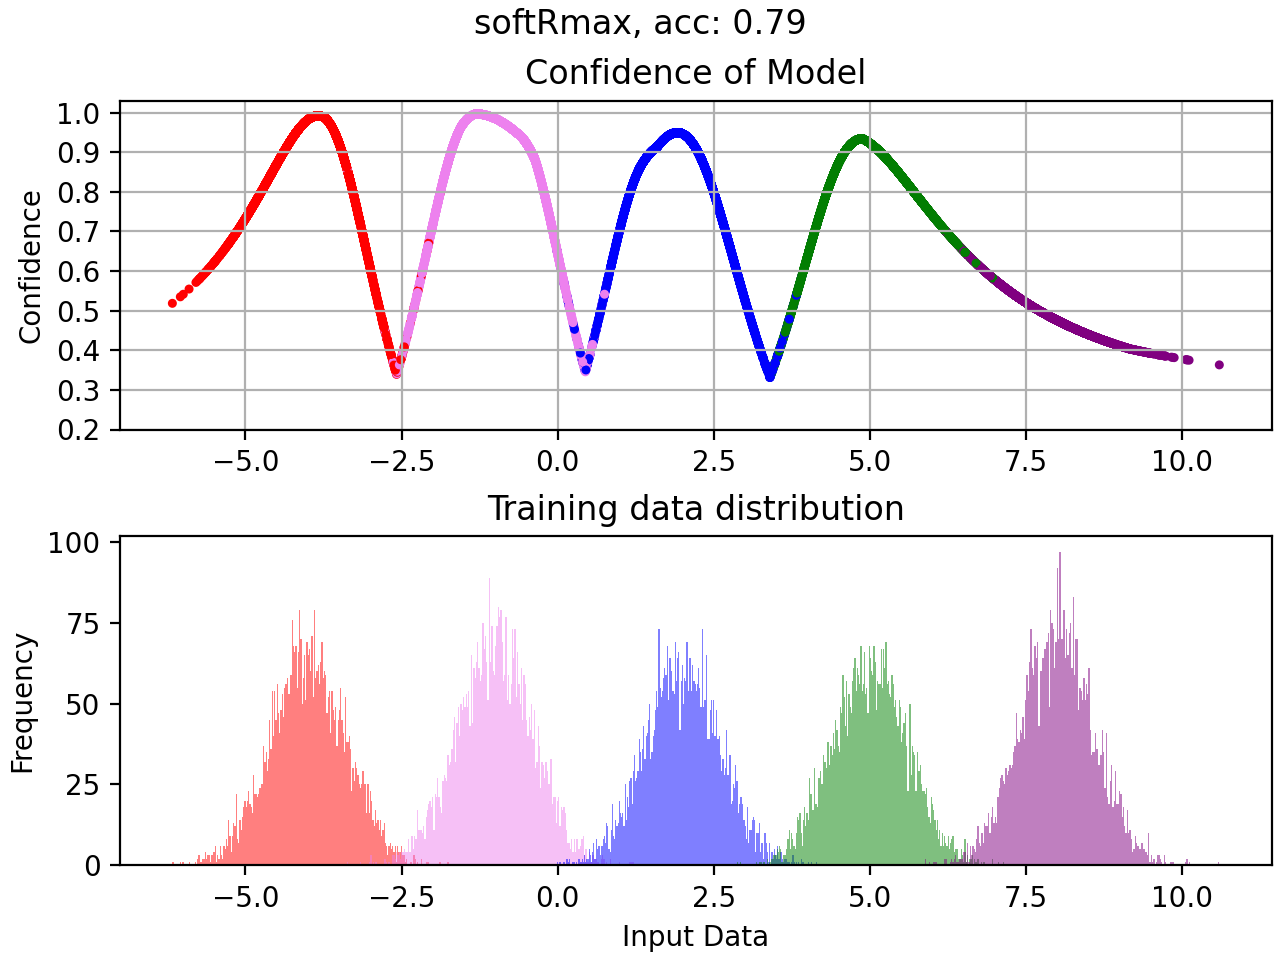 softRmax, acc: 0.79
Confidence of Model
1.0
0.9
0.8
0.7
0.6
0.5
0.4
0.3
0.2
Confidence
−5.0 −2.5 0.0 2.5 5.0 7.5 10.0
Training data distribution
100
75
50
25
0
Frequency
−5.0 −2.5 0.0 2.5 5.0 7.5 10.0
Input Data